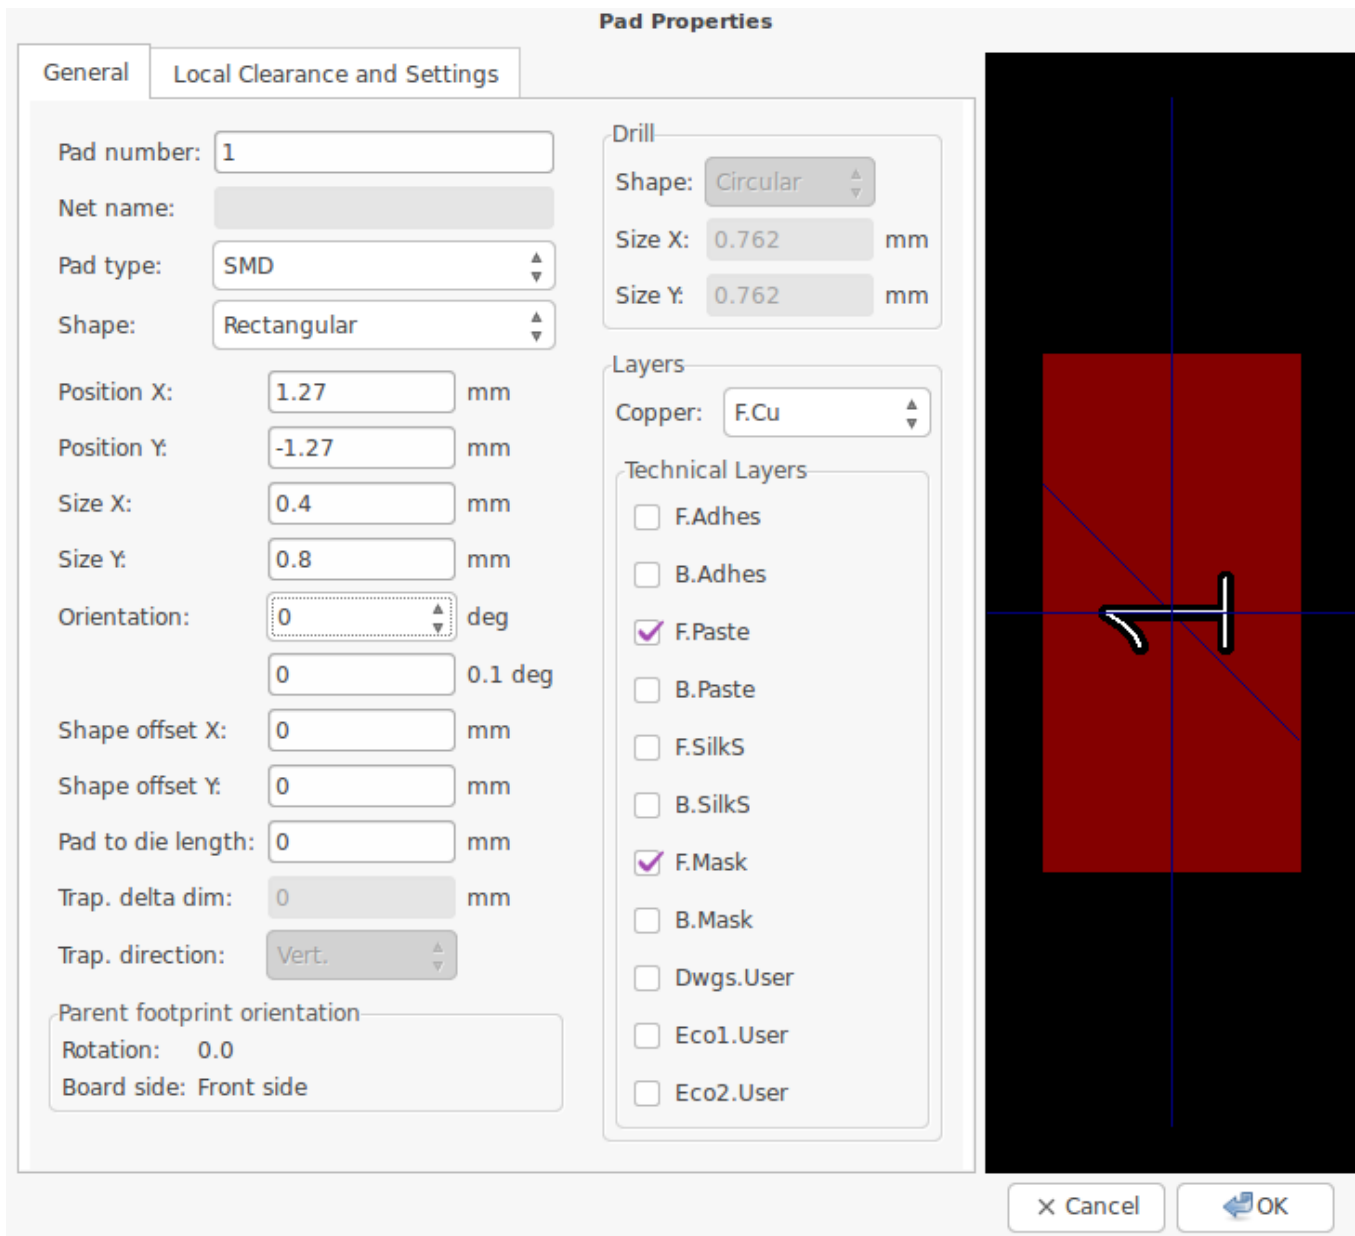 Pad Properties
General
Local Clearance and Settings
Pad number: 1
Net name:
Pad type: SMD
Shape: Rectangular
Position X: 1.27 mm
Position Y: -1.27 mm
Size X: 0.4 mm
Size Y: 0.8 mm
Orientation: 0 deg
0 0.1 deg
Shape offset X: 0 mm
Shape offset Y: 0 mm
Pad to die length: 0 mm
Trap. delta dim: 0 mm
Trap. direction: Vert.
Parent footprint orientation
Rotation: 0.0
Board side: Front side
Drill
Shape: Circular
Size X: 0.762 mm
Size Y: 0.762 mm
Layers
Copper: F.Cu
Technical Layers
F.Adhes
B.Adhes
F.Paste
B.Paste
F.SilkS
B.SilkS
F.Mask
B.Mask
Dwgs.User
Eco1.User
Eco2.User
1
Cancel
OK